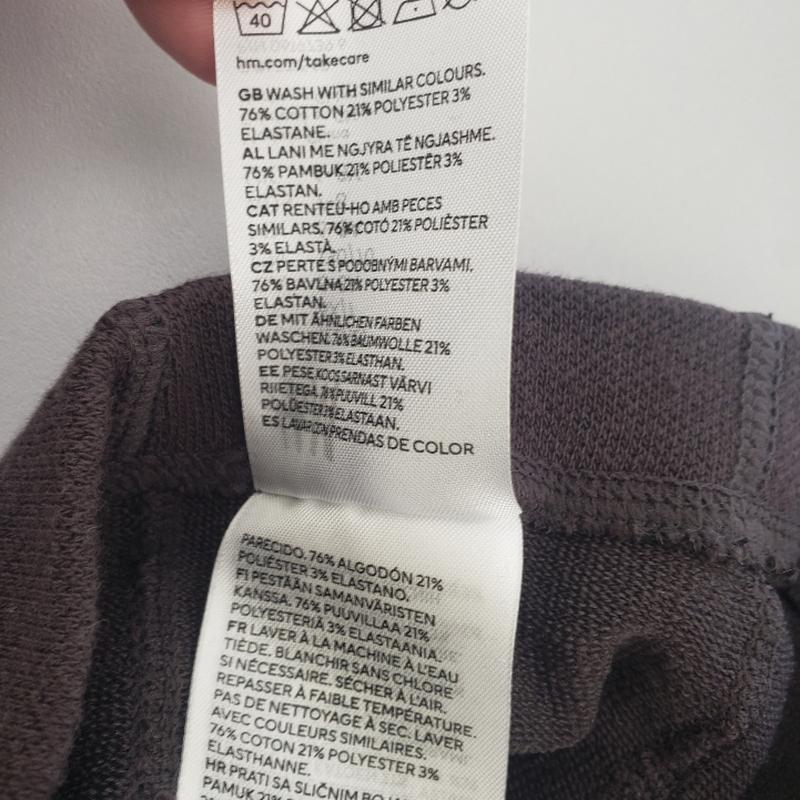 40
hm.com/takecare
GB WASH WITH SIMILAR COLOURS.
76% COTTON 21% POLYESTER 3%
ELASTANE.
AL LANI ME NGJYRA TË NGJASHME.
76% PAMBUK 21% POLIESTËR 3%
ELASTAN.
CAT RENTEU-HO AMB PECES
SIMILARS. 76% COTÓ 21% POLIÈSTER
3% ELASTÀ.
CZ PERTE S PODOBNÝMI BARVAMI.
76% BAVLNA 21% POLYESTER 3%
ELASTAN.
DE MIT ÄHNLICHEN FARBEN
WASCHEN. 76% BAUMWOLLE 21%
POLYESTER 3% ELASTHAN.
EE PESE KOOS SARNAST VÄRVI
RIIETEGA. 76% PUUVILL 21%
POLÜESTER 3% ELASTAAN.
ES LAVAR CON PRENDAS DE COLOR
PARECIDO. 76% ALGODÓN 21%
POLIÉSTER 3% ELASTANO.
FI PESTÄÄN SAMANVÄRISTEN
KANSSA. 76% PUUVILLAA 21%
POLYESTERIÄ 3% ELASTAANIA.
FR LAVER À LA MACHINE À L'EAU
TIÈDE. BLANCHIR SANS CHLORE
SI NÉCESSAIRE. SÉCHER À L'AIR.
REPASSER À FAIBLE TEMPÉRATURE.
PAS DE NETTOYAGE À SEC. LAVER
AVEC COULEURS SIMILAIRES.
76% COTON 21% POLYESTER 3%
ELASTHANNE.
HR PRATI SA SLIČNIM
PAMUK 21%